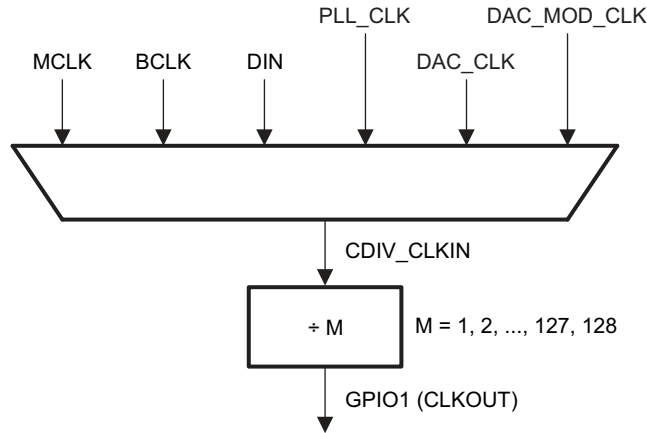 PLL_CLK
DAC_MOD_CLK
MCLK
BCLK
DIN
DAC_CLK
CDIV_CLKIN
÷ M
M = 1, 2, ..., 127, 128
GPIO1 (CLKOUT)